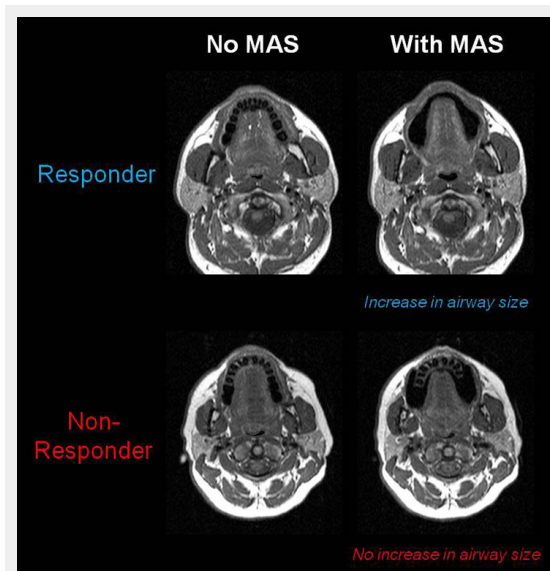 No MAS
With MAS
Responder
Increase in airway size
Non-
Responder
No increase in airway size